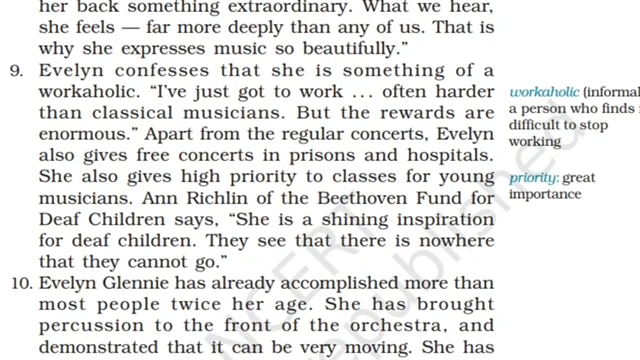 her back something extraordinary. What we hear,
she feels — far more deeply than any of us. That is
why she expresses music so beautifully.”
9. Evelyn confesses that she is something of a
workaholic. “I’ve just got to work ... often harder
than classical musicians. But the rewards are
enormous.” Apart from the regular concerts, Evelyn
also gives free concerts in prisons and hospitals.
She also gives high priority to classes for young
musicians. Ann Richlin of the Beethoven Fund for
Deaf Children says, “She is a shining inspiration
for deaf children. They see that there is nowhere
that they cannot go.”
10. Evelyn Glennie has already accomplished more than
most people twice her age. She has brought
percussion to the front of the orchestra, and
demonstrated that it can be very moving. She has
workaholic (informal
a person who finds
difficult to stop
working
priority: great
importance
NCERT
republished